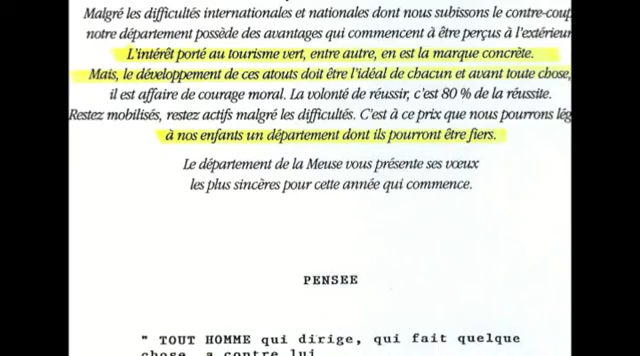 Malgré les difficultés internationales et nationales dont nous subissons le contre-coup
notre département possède des avantages qui commencent à être perçus à l'extérieur
L'intérêt porté au tourisme vert, entre autre, en est la marque concrète.
Mais, le développement de ces atouts doit être l'idéal de chacun et avant toute chose,
il est affaire de courage moral. La volonté de réussir, c'est 80 % de la réussite.
Restez mobilisés, restez actifs malgré les difficultés. C'est à ce prix que nous pourrons lég
à nos enfants un département dont ils pourront être fiers.
Le département de la Meuse vous présente ses vœux
les plus sincères pour cette année qui commence.
PENSEE
" TOUT HOMME qui dirige, qui fait quelque
chose, a contre lui